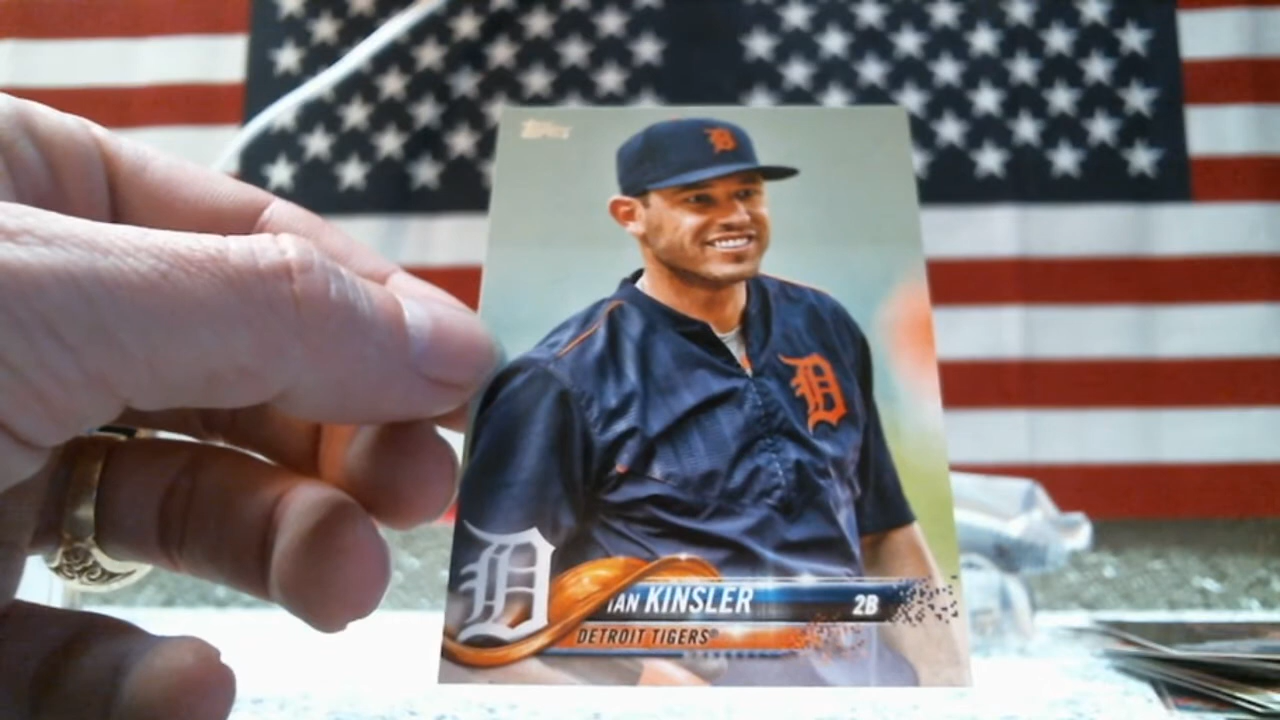 Topps
D
D
D
IAN KINSLER 2B
DETROIT TIGERS®